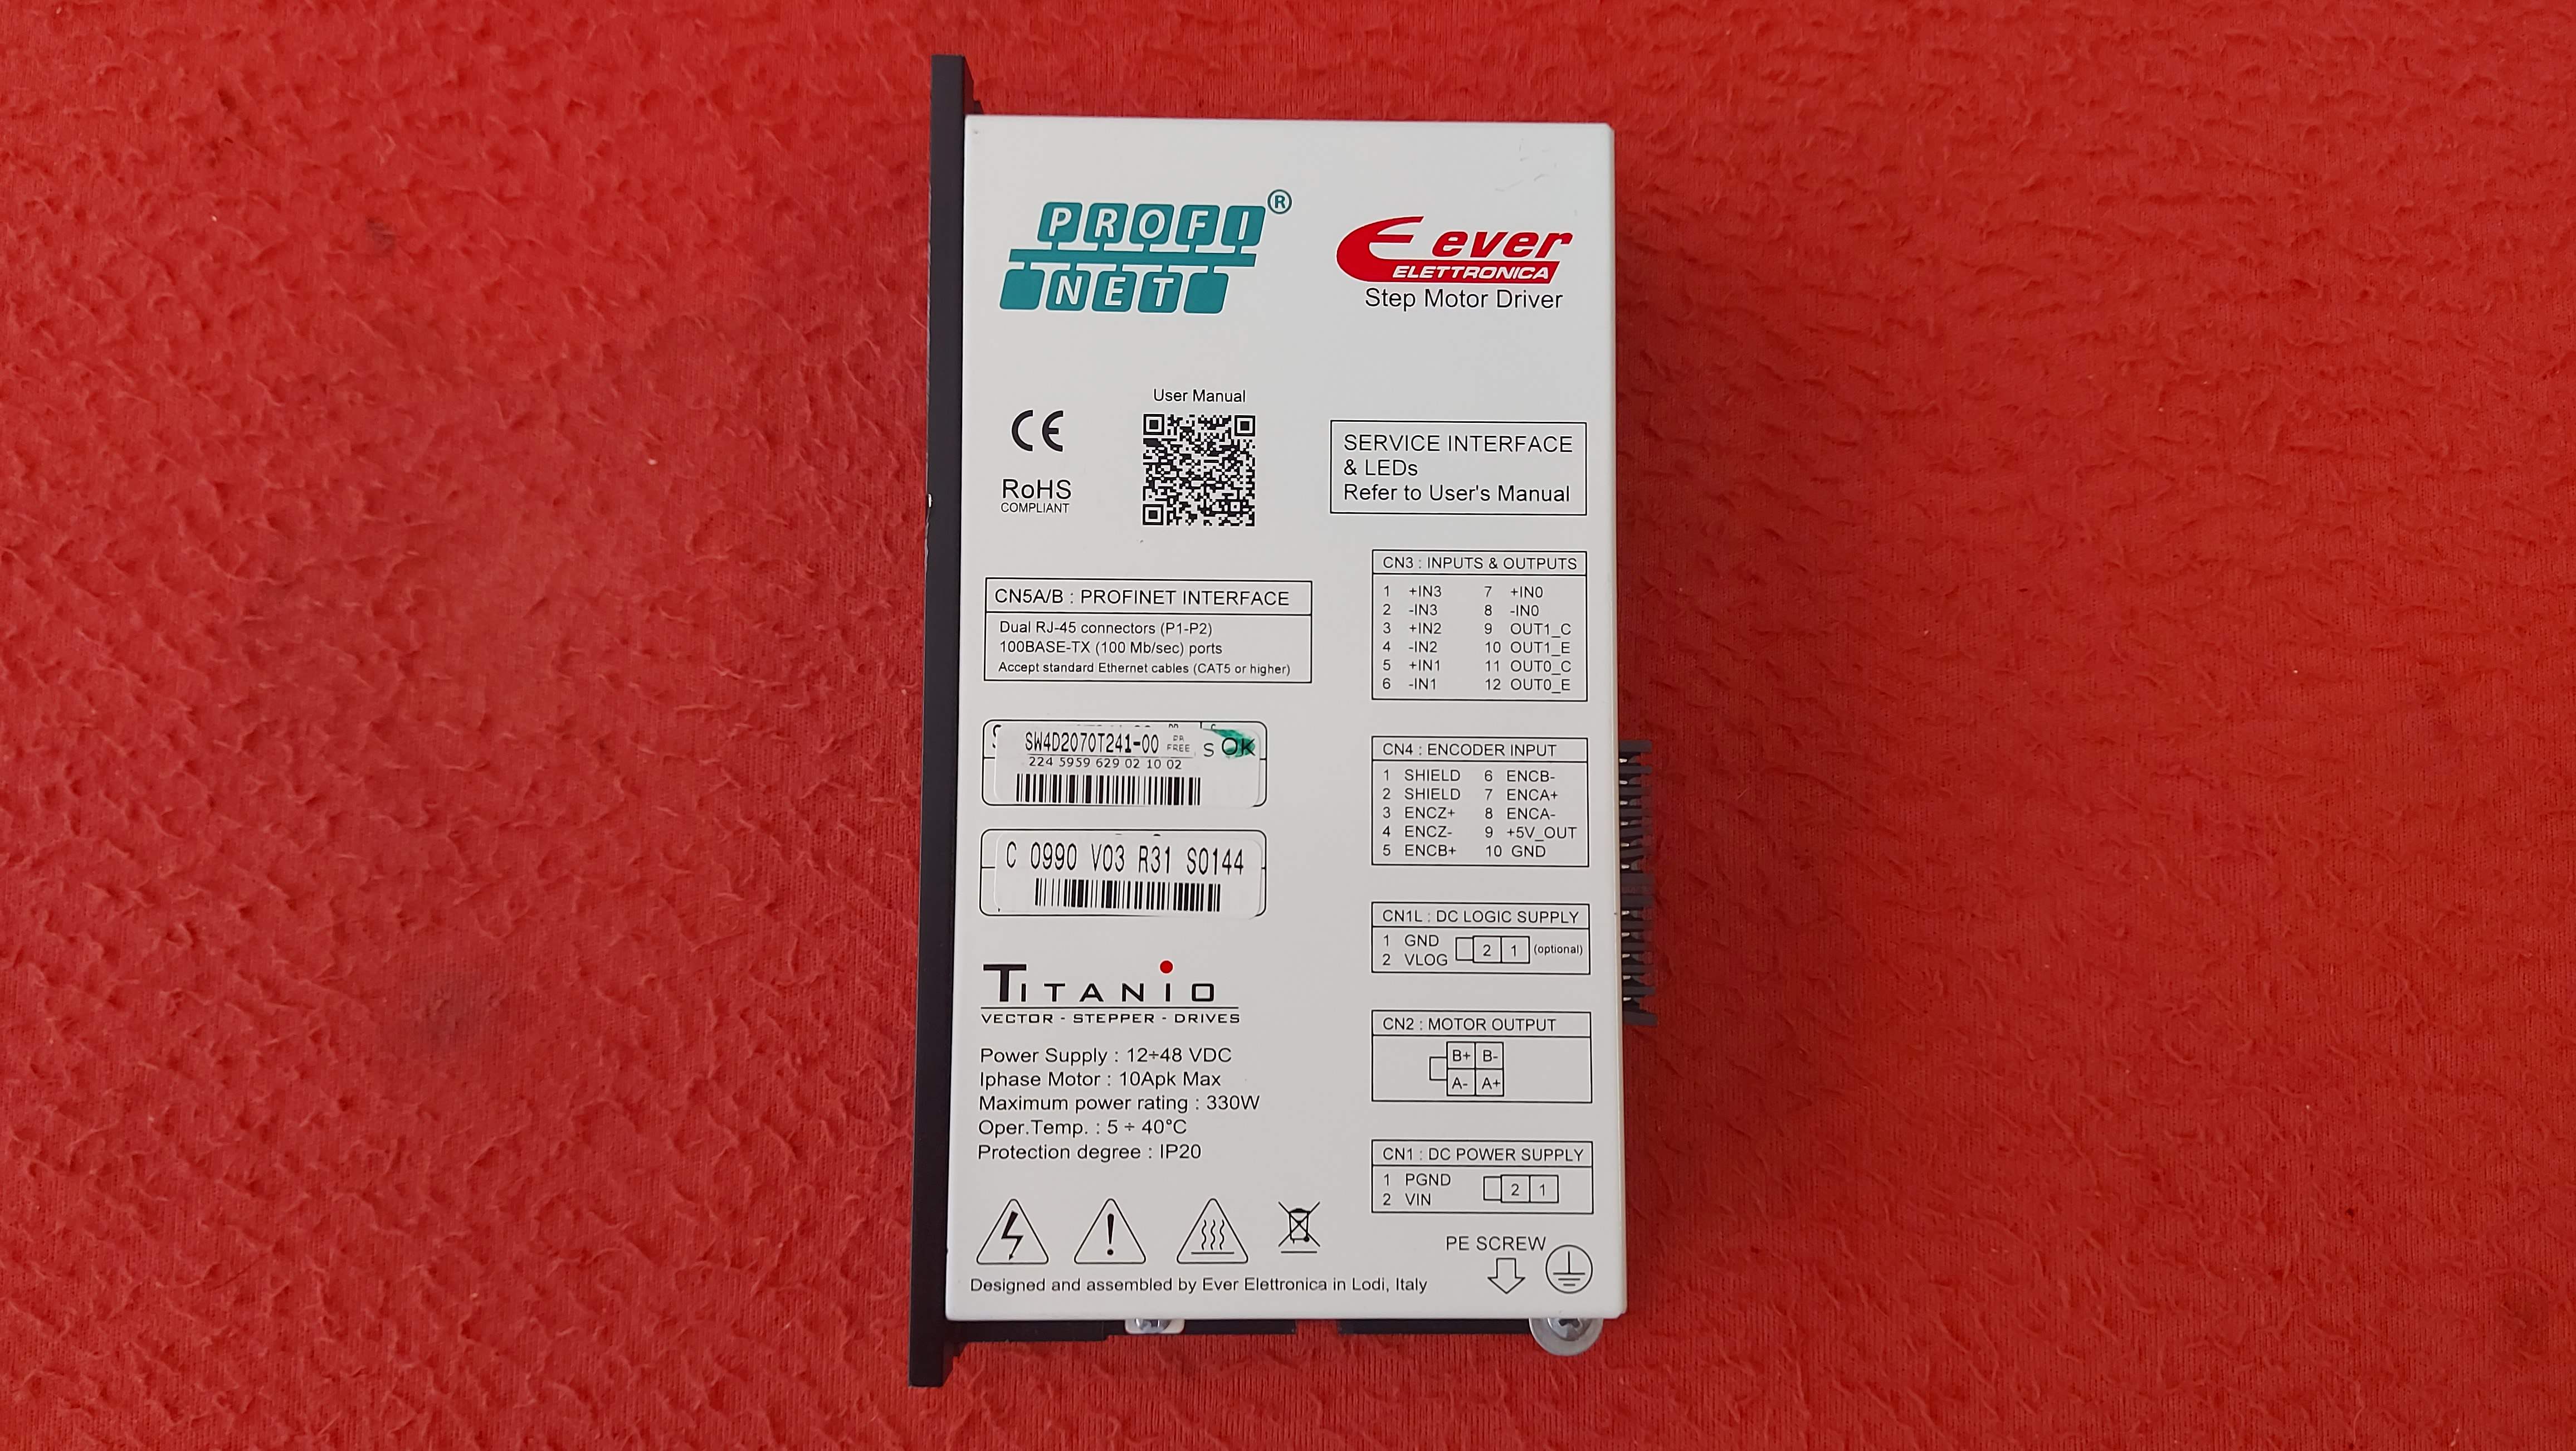 PROFI®
NET
ever
ELETTRONICA
Step Motor Driver
User Manual
CE
RoHS
COMPLIANT
SERVICE INTERFACE
& LEDs
Refer to User's Manual
CN5A/B : PROFINET INTERFACE
Dual RJ-45 connectors (P1-P2)
100BASE-TX (100 Mb/sec) ports
Accept standard Ethernet cables (CAT5 or higher)
SW4D2070T241-00
FREE
S OK
224 5959 629 02 10 02
C 0990 V03 R31 S0144
TITANIO
VECTOR - STEPPER - DRIVES
Power Supply : 12÷48 VDC
Iphase Motor : 10Apk Max
Maximum power rating : 330W
Oper.Temp. : 5 ÷ 40°C
Protection degree : IP20
Designed and assembled by Ever Elettronica in Lodi, Italy
CN3 : INPUTS & OUTPUTS
1 +IN3 7 +IN0
2 -IN3 8 -IN0
3 +IN2 9 OUT1_C
4 -IN2 10 OUT1_E
5 +IN1 11 OUT0_C
6 -IN1 12 OUT0_E
CN4 : ENCODER INPUT
1 SHIELD 6 ENCB-
2 SHIELD 7 ENCA+
3 ENCZ+ 8 ENCA-
4 ENCZ- 9 +5V_OUT
5 ENCB+ 10 GND
CN1L : DC LOGIC SUPPLY
1 GND
2 VLOG
2 1 (optional)
CN2 : MOTOR OUTPUT
B+ B-
A- A+
CN1 : DC POWER SUPPLY
1 PGND
2 VIN
2 1
PE SCREW